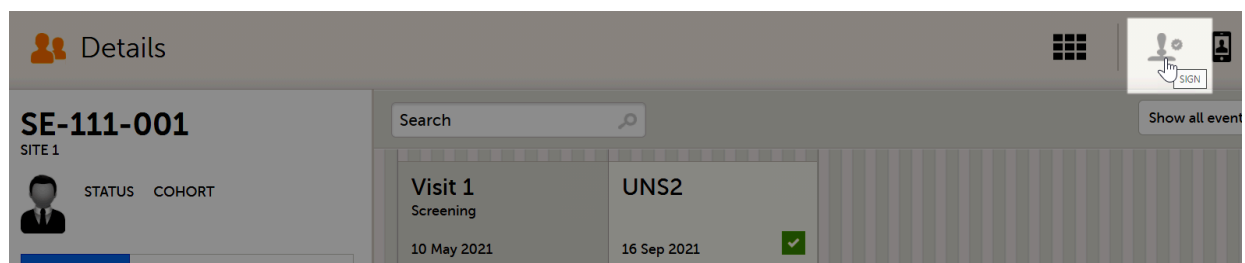 Details
SIGN
SE-111-001
SITE 1
STATUS COHORT
Search
Show all event
Visit 1
Screening
10 May 2021
UNS2
16 Sep 2021